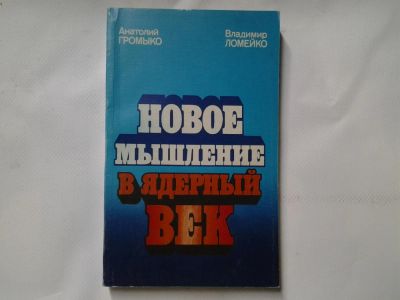 Анатолий
ГРОМЫКО
Владимир
ЛОМЕЙКО
НОВОЕ
МЫШЛЕНИЕ
В ЯДЕРНЫЙ
ВЕК